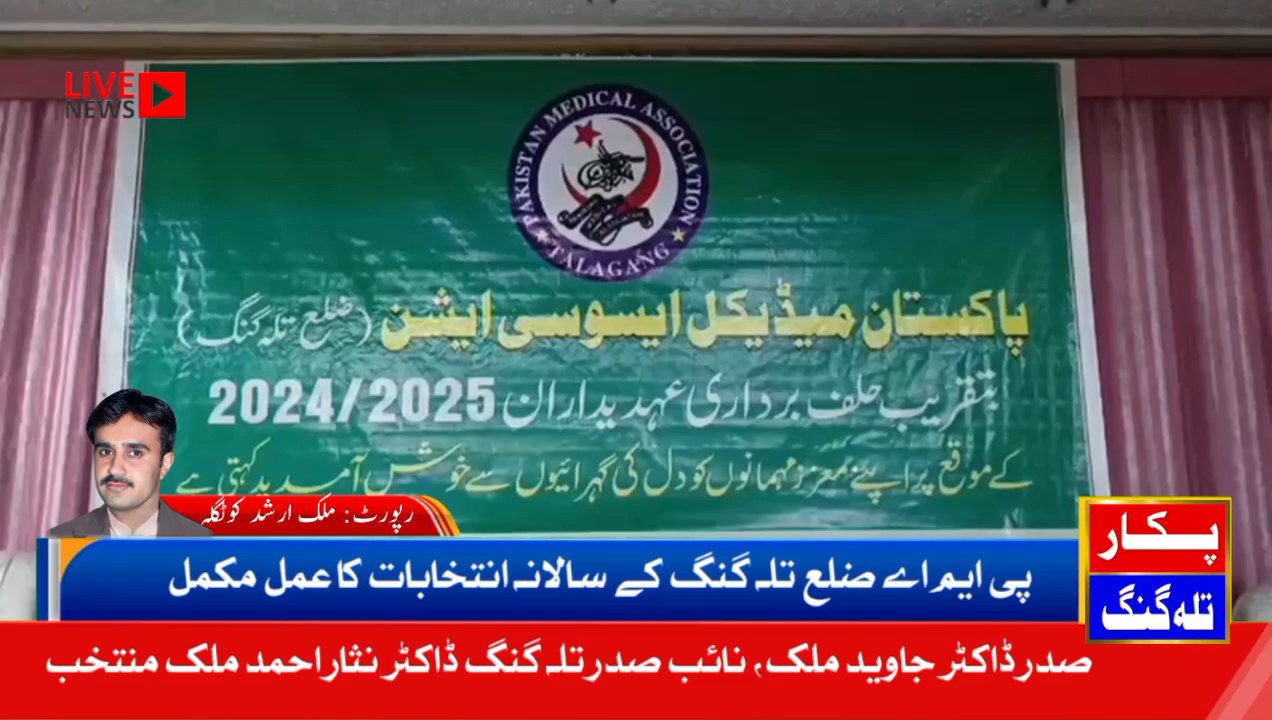 LIVE
NEWS
PAKISTAN MEDICAL ASSOCIATION
TALAGANG
پاکستان میڈیکل ایسوسی ایشن (ضلع تلہ گنگ)
بتقریب حلف برداری عہدیداران 2024/2025
کے موقع پر اپنے معزز مہمانوں کو دل کی گہرائیوں سے خوش آمدید کہتی ہے
رپورٹ: ملک ارشد کوٹگلہ
پکار
تلہ گنگ
پی ایم اے ضلع تلہ گنگ کے سالانہ انتخابات کا عمل مکمل
صدر ڈاکٹر جاوید ملک، نائب صدر تلہ گنگ ڈاکٹر نثار احمد ملک منتخب